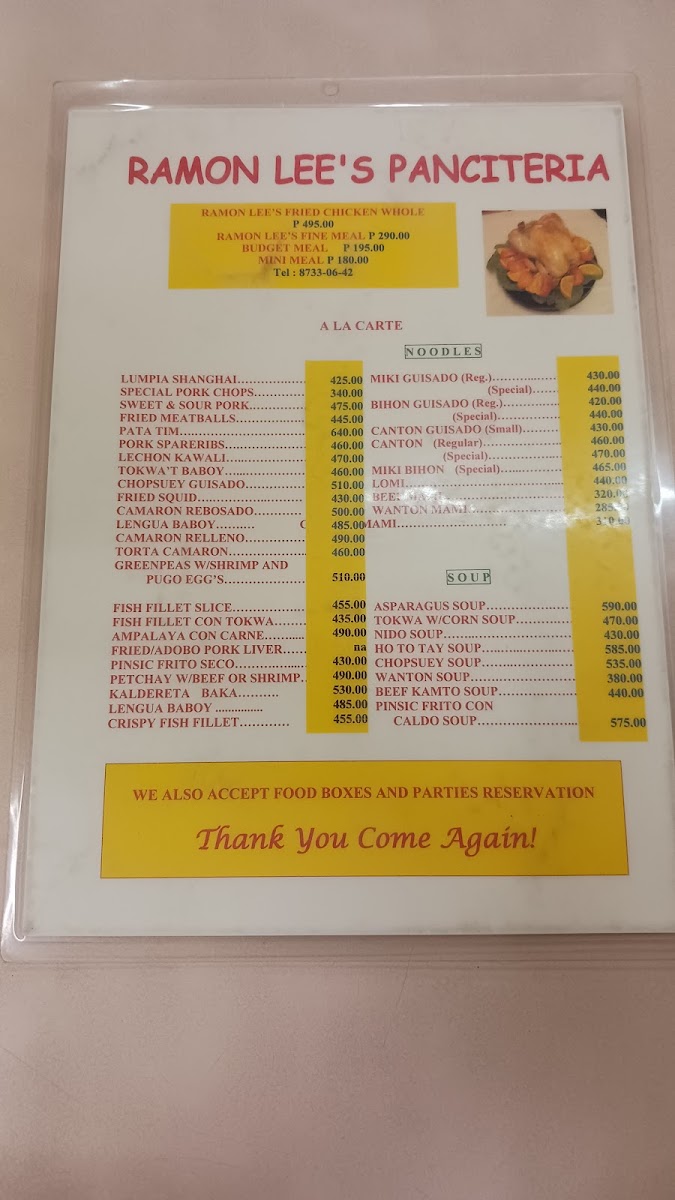 RAMON LEE'S PANCITERIA
RAMON LEE'S FRIED CHICKEN WHOLE
P 495.00
RAMON LEE'S FINE MEAL P 290.00
BUDGET MEAL P 195.00
MINI MEAL P 180.00
Tel : 8733-06-42
A LA CARTE
LUMPIA SHANGHAI 425.00
SPECIAL PORK CHOPS 340.00
SWEET & SOUR PORK 475.00
FRIED MEATBALLS 445.00
PATA TIM 640.00
PORK SPARERIBS 460.00
LECHON KAWALI 470.00
TOKWA'T BABOY 460.00
CHOPSUEY GUISADO 510.00
FRIED SQUID 430.00
CAMARON REBOSADO 500.00
LENGUA BABOY 485.00
CAMARON RELLENO 490.00
TORTA CAMARON 460.00
GREENPEAS W/SHRIMP AND
PUGO EGG'S 510.00
FISH FILLET SLICE 455.00
FISH FILLET CON TOKWA 435.00
AMPALAYA CON CARNE 490.00
FRIED/ADOBO PORK LIVER na
PINSIC FRITO SECO 430.00
PETCHAY W/BEEF OR SHRIMP 490.00
KALDERETA BAKA 530.00
LENGUA BABOY 485.00
CRISPY FISH FILLET 455.00
NOODLES
MIKI GUISADO (Reg.) 430.00
(Special) 440.00
BIHON GUISADO (Reg.) 420.00
(Special) 440.00
CANTON GUISADO (Small) 430.00
CANTON (Regular) 460.00
(Special) 470.00
MIKI BIHON (Special) 465.00
LOMI 440.00
BEEF MAMI 320.00
WANTON MAMI
MAMI
SOUP
ASPARAGUS SOUP 590.00
TOKWA W/CORN SOUP 470.00
NIDO SOUP 430.00
HO TO TAY SOUP 585.00
CHOPSUEY SOUP 535.00
WANTON SOUP 380.00
BEEF KAMTO SOUP 440.00
PINSIC FRITO CON
CALDO SOUP 575.00
WE ALSO ACCEPT FOOD BOXES AND PARTIES RESERVATION
Thank You Come Again!